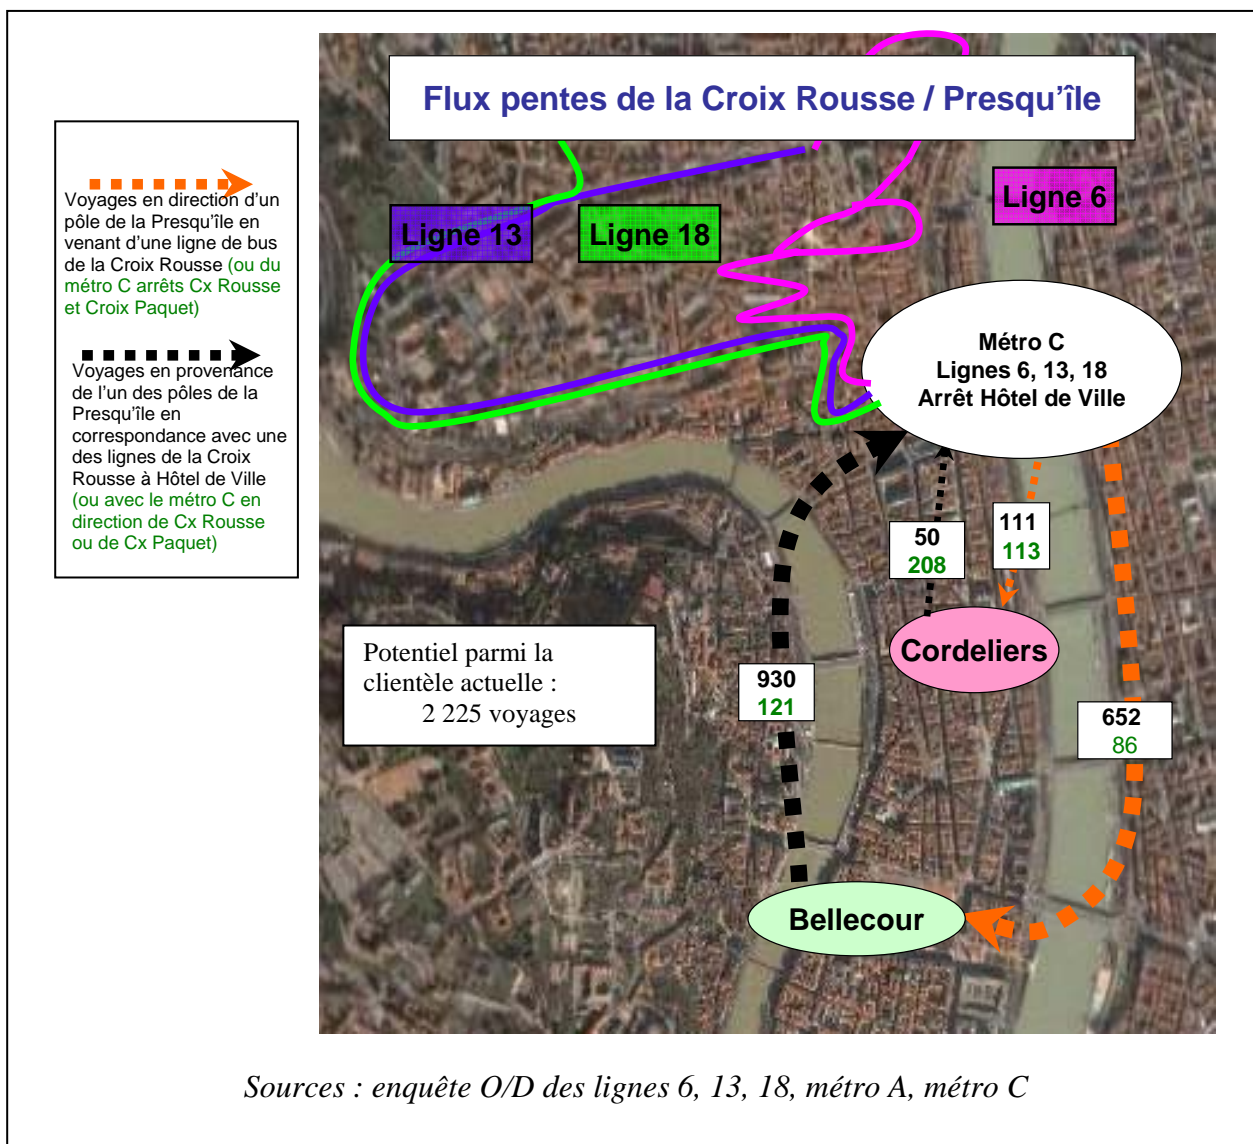 Flux pentes de la Croix Rousse / Presqu'île
Voyages en direction d'un
pôle de la Presqu'île en
venant d'une ligne de bus
de la Croix Rousse (ou du
métro C arrêts Cx Rousse
et Croix Paquet)
Voyages en provenance
de l'un des pôles de la
Presqu'île en
correspondance avec une
des lignes de la Croix
Rousse à Hôtel de Ville
(ou avec le métro C en
direction de Cx Rousse
ou de Cx Paquet)
Ligne 13
Ligne 18
Ligne 6
Métro C
Lignes 6, 13, 18
Arrêt Hôtel de Ville
50
208
111
113
Cordeliers
Potentiel parmi la
clientèle actuelle :
2 225 voyages
930
121
652
86
Bellecour
Sources : enquête O/D des lignes 6, 13, 18, métro A, métro C